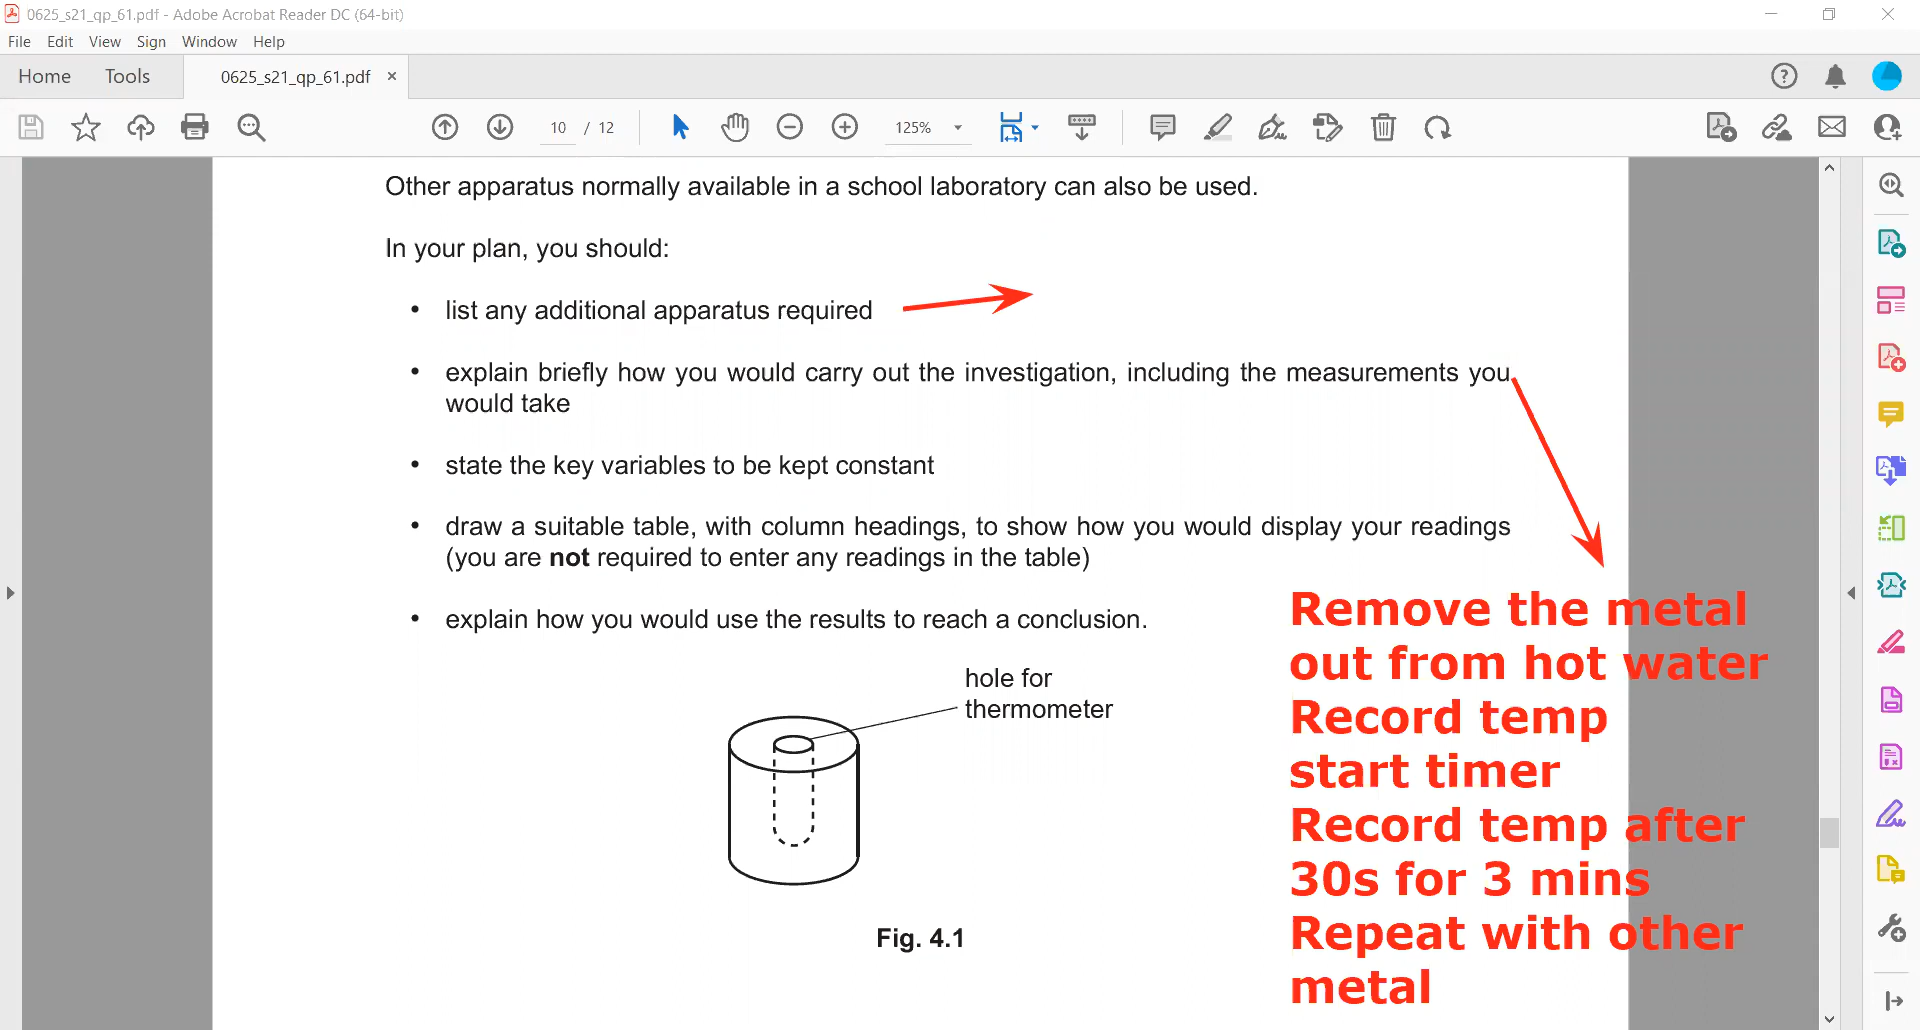 0625_s21_qp_61.pdf - Adobe Acrobat Reader DC (64-bit)
File Edit View Sign Window Help
Home Tools 0625_s21_qp_61.pdf ×
10 / 12 125%
Other apparatus normally available in a school laboratory can also be used.
In your plan, you should:
• list any additional apparatus required
• explain briefly how you would carry out the investigation, including the measurements you
would take
• state the key variables to be kept constant
• draw a suitable table, with column headings, to show how you would display your readings
(you are not required to enter any readings in the table)
• explain how you would use the results to reach a conclusion.
hole for
thermometer
Fig. 4.1
Remove the metal
out from hot water
Record temp
start timer
Record temp after
30s for 3 mins
Repeat with other
metal